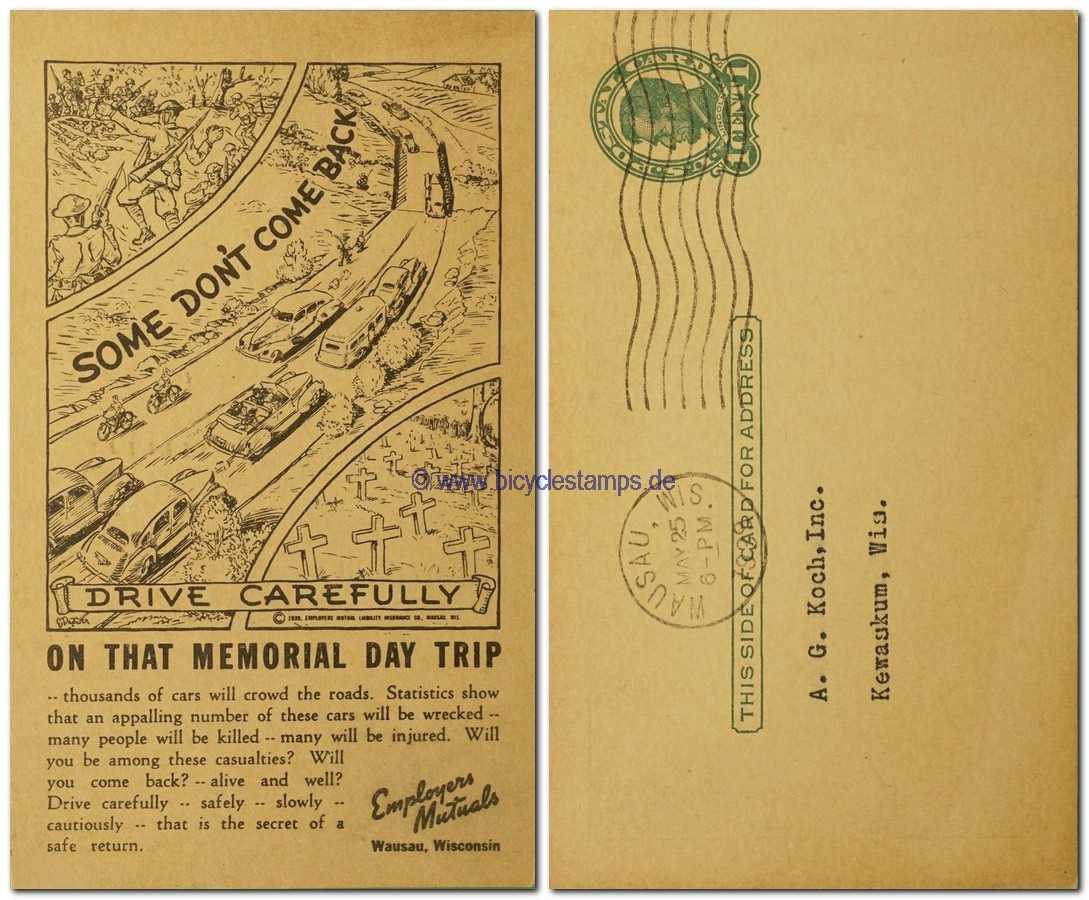 SOME DON'T COME BACK
DRIVE CAREFULLY
© 1939, EMPLOYERS MUTUAL LIABILITY INSURANCE CO., WAUSAU, WIS.
ON THAT MEMORIAL DAY TRIP
-- thousands of cars will crowd the roads. Statistics show
that an appalling number of these cars will be wrecked --
many people will be killed -- many will be injured. Will
you be among these casualties? Will
you come back? -- alive and well?
Drive carefully -- safely -- slowly --
cautiously -- that is the secret of a
safe return.
Employers
Mutuals
Wausau, Wisconsin
© www.bicyclestamps.de
WAUSAU, WIS.
MAY 25
6-PM.
THIS SIDE OF CARD FOR ADDRESS
A. G. Koch,Inc.
Kewaskum, Wis.